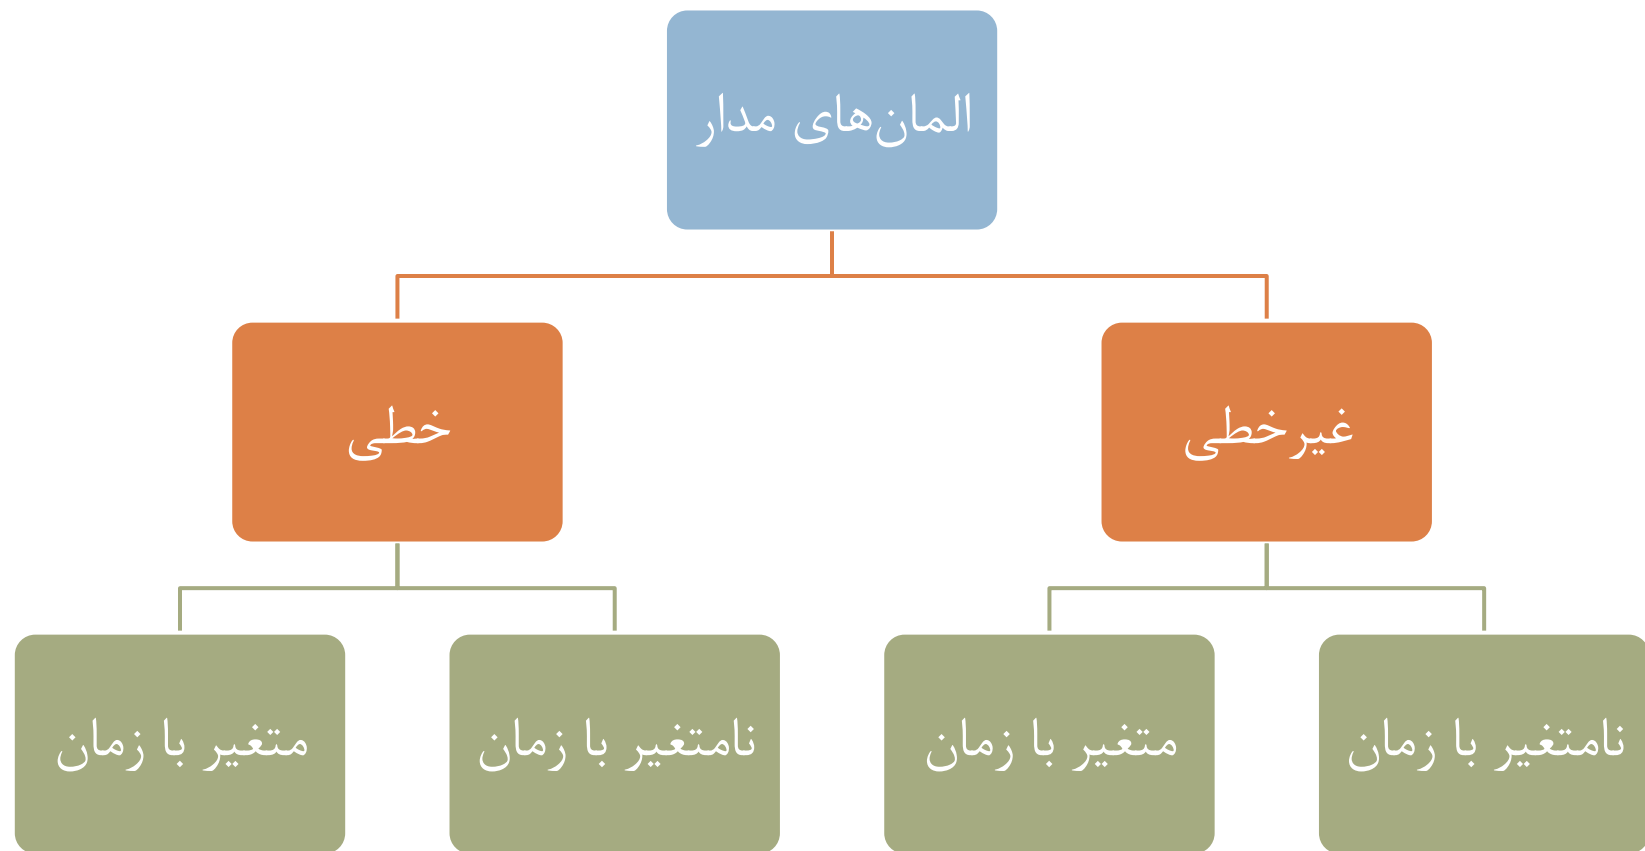 المان‌های مدار
غیرخطی
خطی
نامتغیر با زمان
متغیر با زمان
نامتغیر با زمان
متغیر با زمان